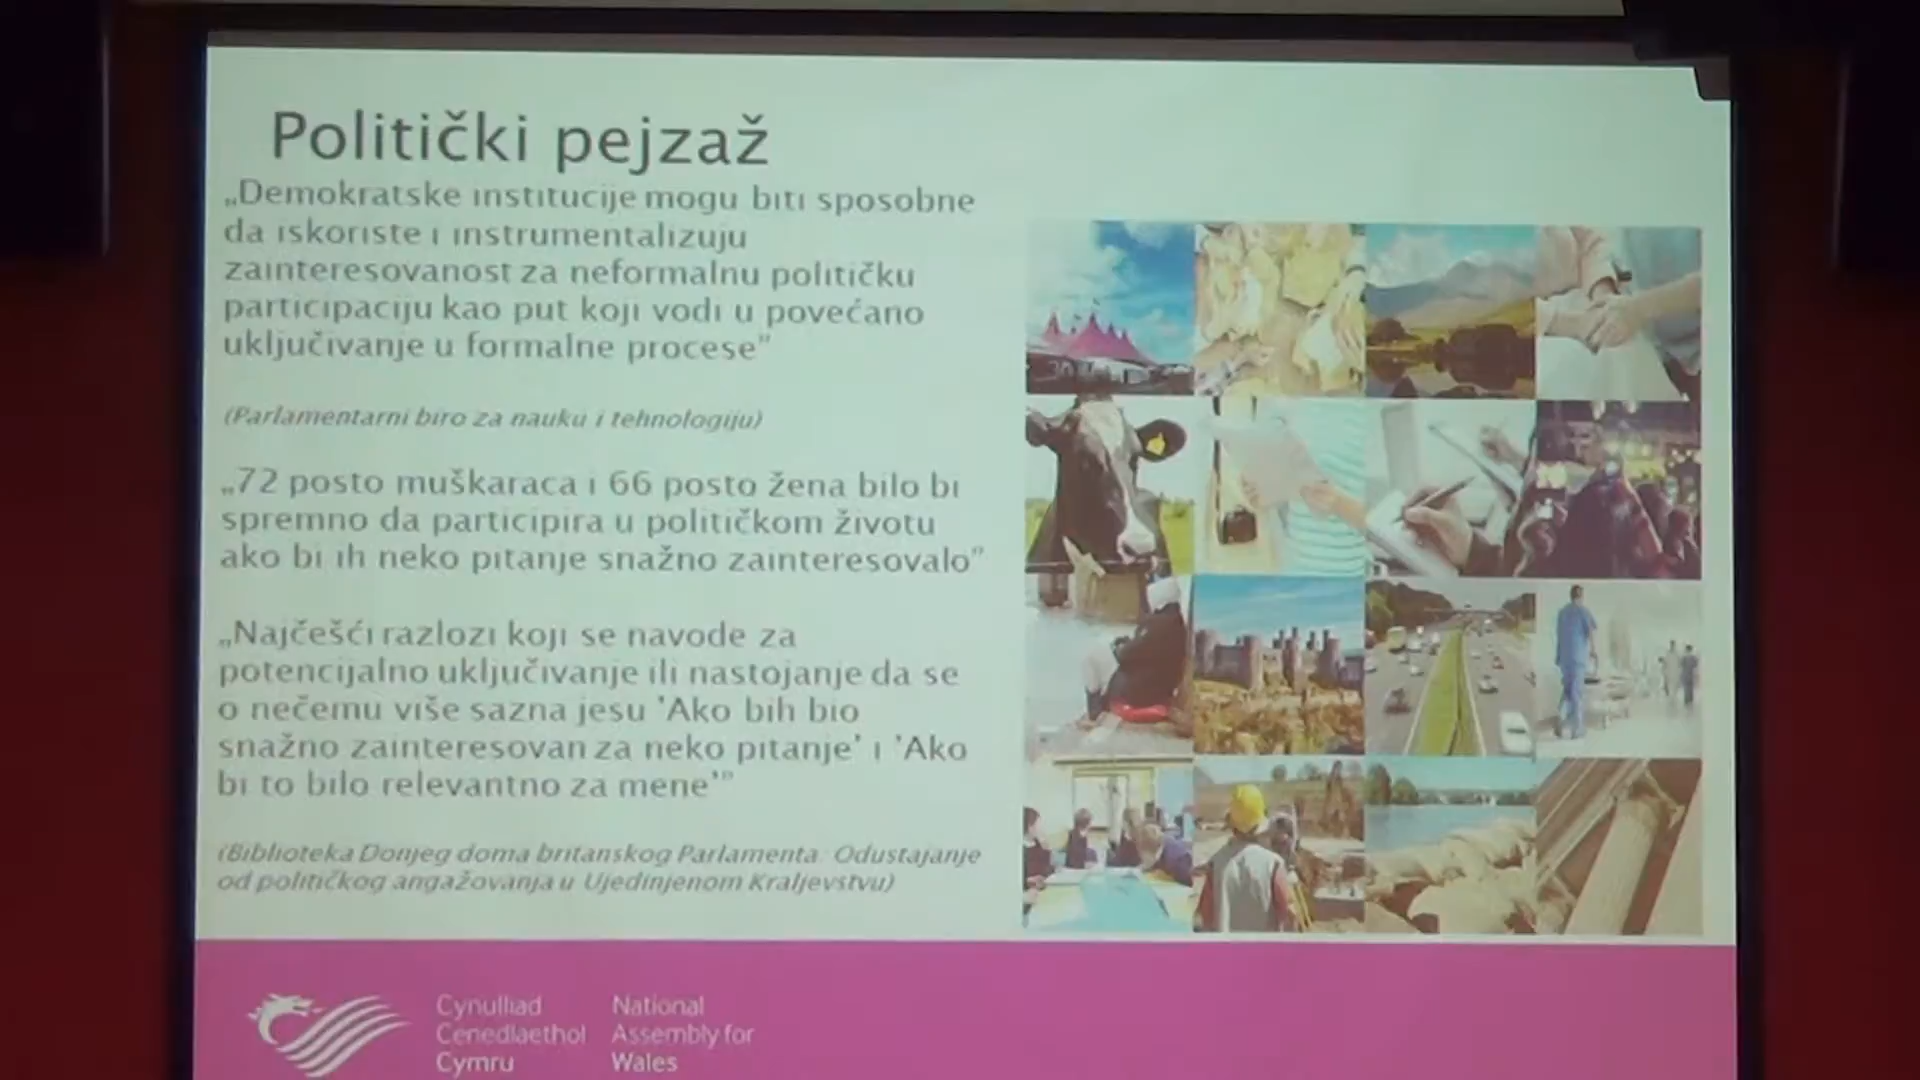 Politički pejzaž
„Demokratske institucije mogu biti sposobne
da iskoriste i instrumentalizuju
zainteresovanost za neformalnu političku
participaciju kao put koji vodi u povećano
uključivanje u formalne procese”
(Parlamentarni biro za nauku i tehnologiju)
„72 posto muškaraca i 66 posto žena bilo bi
spremno da participira u političkom životu
ako bi ih neko pitanje snažno zainteresovalo”
„Najčešći razlozi koji se navode za
potencijalno uključivanje ili nastojanje da se
o nečemu više sazna jesu 'Ako bih bio
snažno zainteresovan za neko pitanje' i 'Ako
bi to bilo relevantno za mene'”
(Biblioteka Donjeg doma britanskog Parlamenta: Odustajanje
od političkog angažovanja u Ujedinjenom Kraljevstvu)
Cynulliad
Cenedlaethol
Cymru
National
Assembly for
Wales